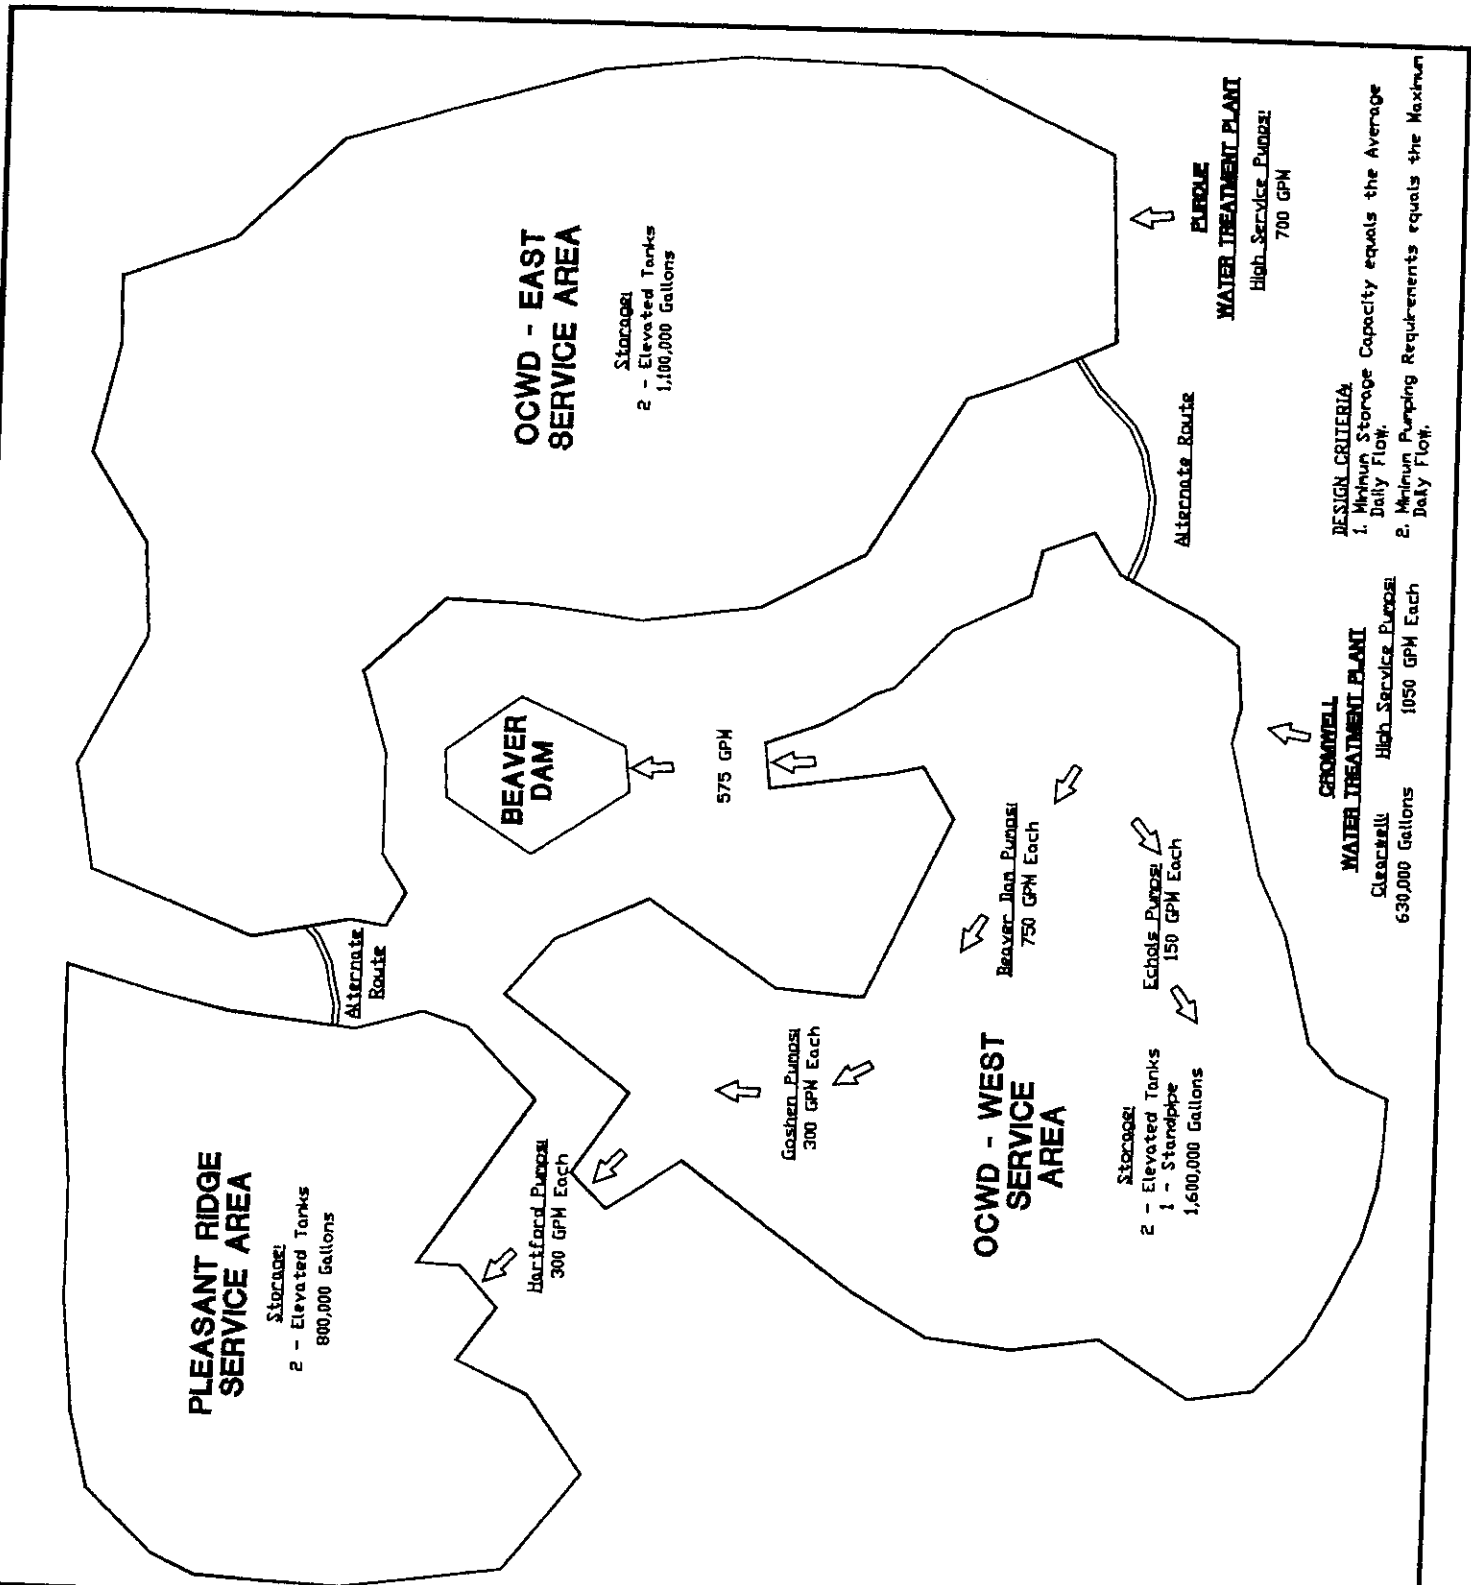 PLEASANT RIDGE
SERVICE AREA
Storage:
2 - Elevated Tanks
800,000 Gallons
Alternate
Route
OCWD - EAST
SERVICE AREA
Storage:
2 - Elevated Tanks
1,100,000 Gallons
BEAVER
DAM
575 GPM
Hartford Pumps:
300 GPM Each
Goshen Pumps:
300 GPM Each
Beaver Dam Pumps:
750 GPM Each
Echols Pumps:
150 GPM Each
OCWD - WEST
SERVICE
AREA
Storage:
2 - Elevated Tanks
1 - Standpipe
1,600,000 Gallons
Alternate Route
PURDUE
WATER TREATMENT PLANT
High Service Pumps:
700 GPM
CROMWELL
WATER TREATMENT PLANT
Clearwell: High Service Pumps:
630,000 Gallons 1050 GPM Each
DESIGN CRITERIA:
1. Minimum Storage Capacity equals the Average
Daily Flow.
2. Minimum Pumping Requirements equals the Maximum
Daily Flow.